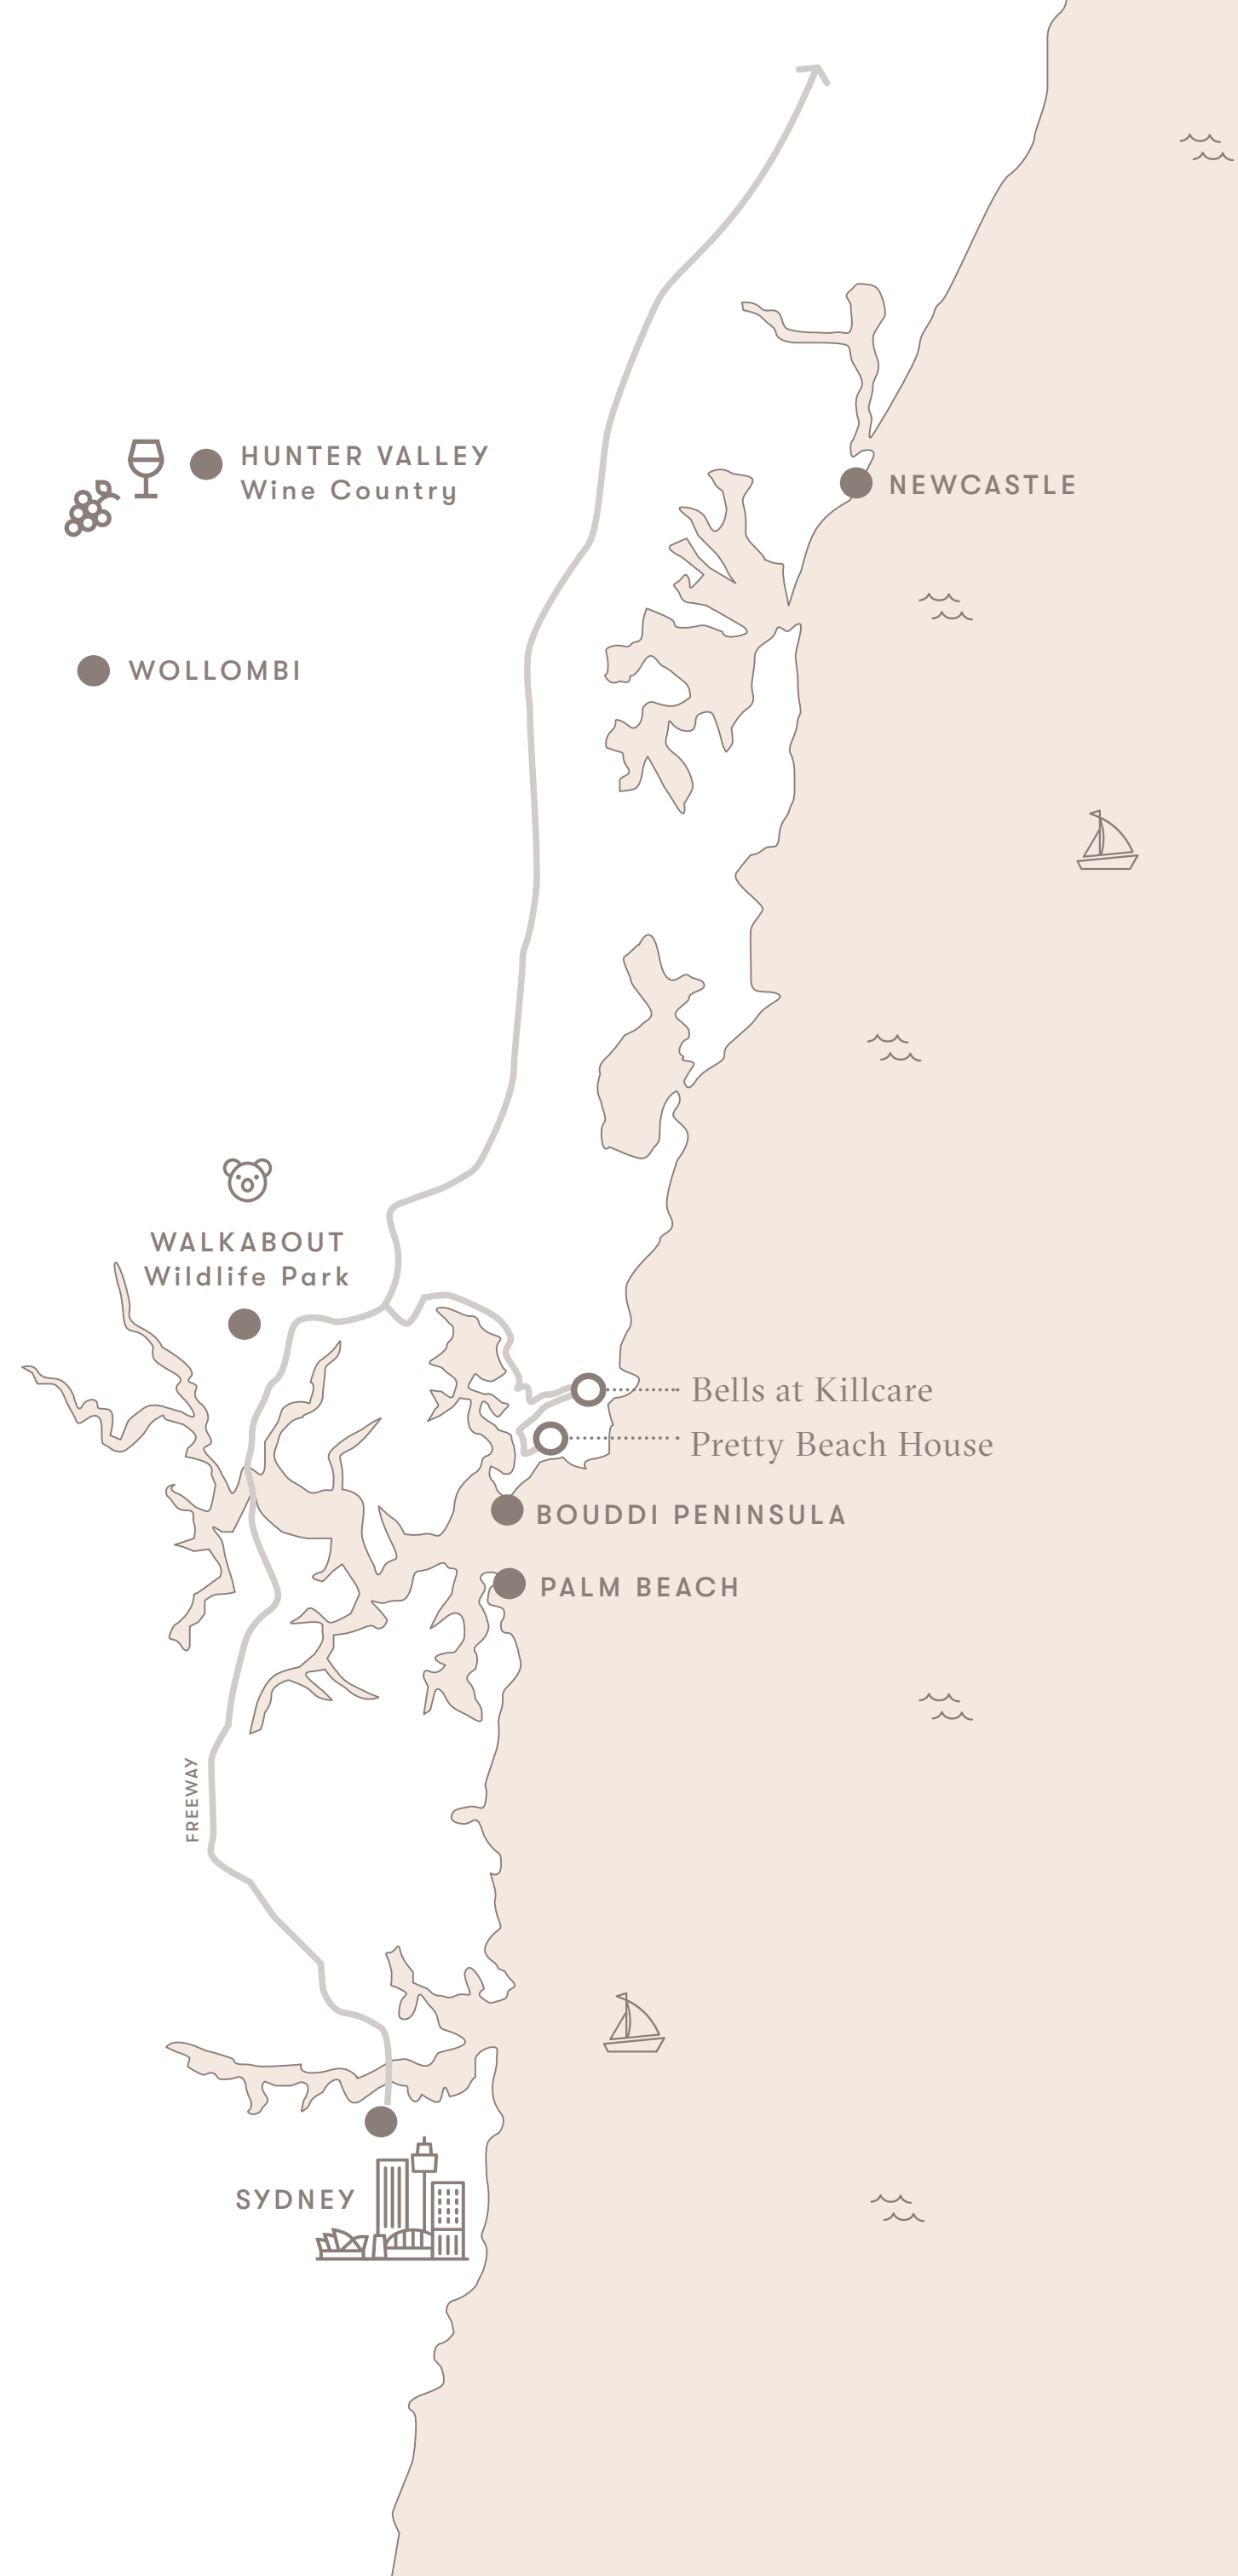 HUNTER VALLEY
Wine Country
NEWCASTLE
WOLLOMBI
WALKABOUT
Wildlife Park
Bells at Killcare
Pretty Beach House
BOUDDI PENINSULA
PALM BEACH
FREEWAY
SYDNEY